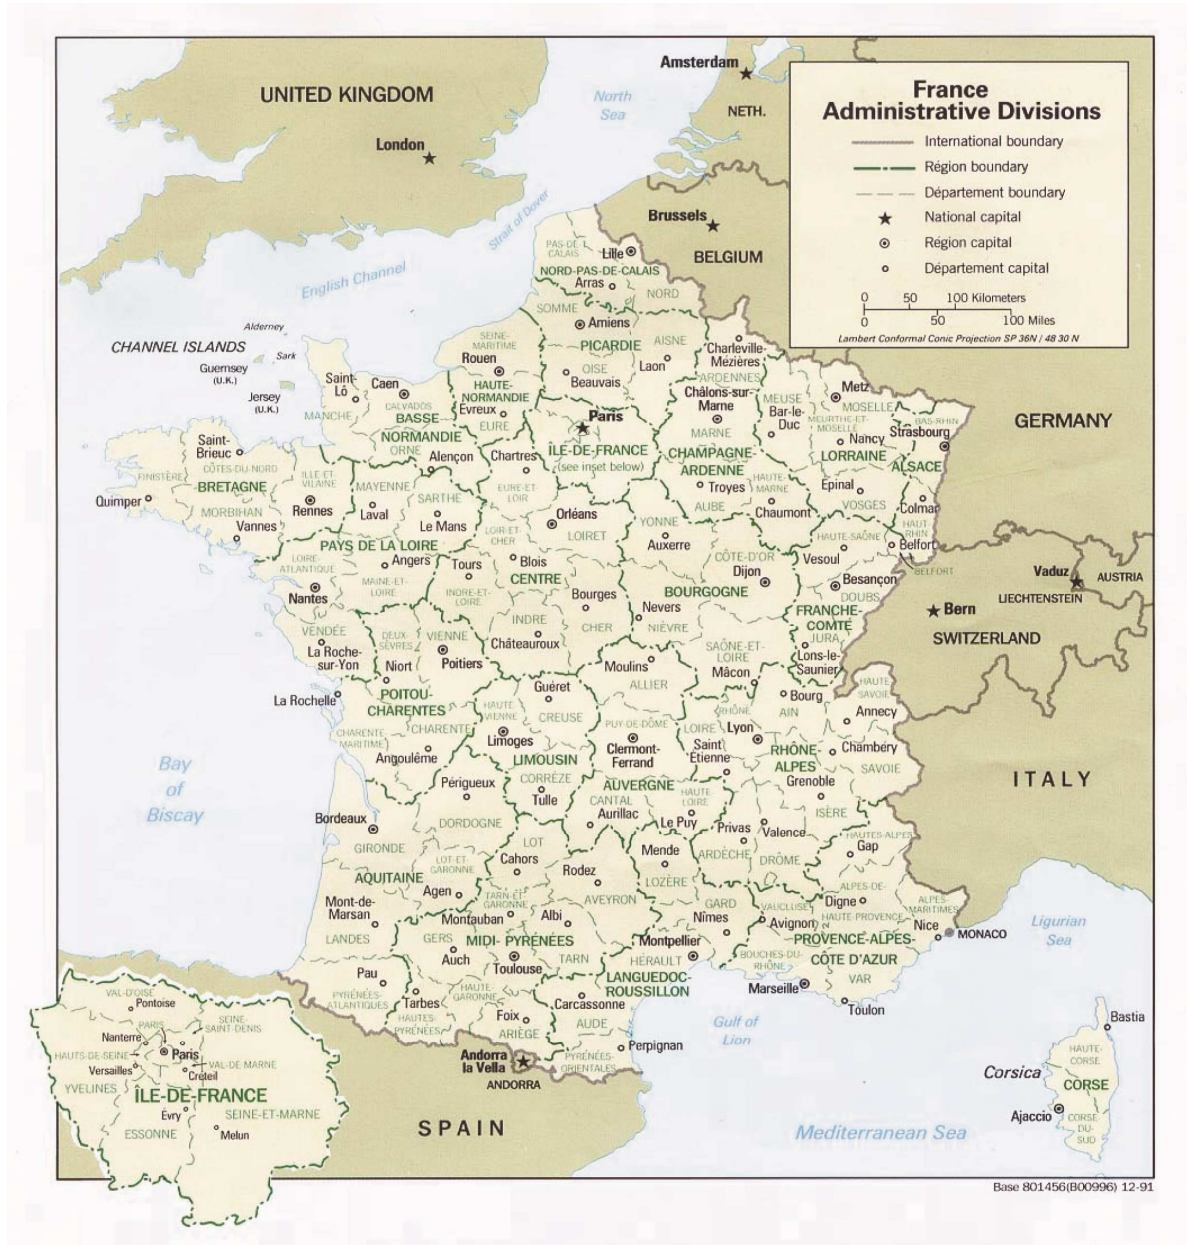 France
Administrative Divisions
International boundary
Région boundary
Département boundary
National capital
Région capital
Département capital
0 50 100 Kilometers
0 50 100 Miles
Lambert Conformal Conic Projection SP 36N / 48 30 N
UNITED KINGDOM
London
North
Sea
Amsterdam
NETH.
Brussels
BELGIUM
Strait of Dover
English Channel
Alderney
CHANNEL ISLANDS
Sark
Guernsey
(U.K.)
Jersey
(U.K.)
PAS-DE-
CALAIS
Lille
NORD-PAS-DE-CALAIS
Arras
NORD
SOMME
Amiens
PICARDIE
AISNE
OISE
Laon
Beauvais
SEINE-
MARITIME
Rouen
HAUTE-
NORMANDIE
Evreux
EURE
Charleville-
Mézières
ARDENNES
Châlons-sur-
Marne
MARNE
CHAMPAGNE-
ARDENNE
Troyes
AUBE
HAUTE-
MARNE
Chaumont
MEUSE
Bar-le-
Duc
Metz
MOSELLE
MEURTHE-ET-
MOSELLE
Nancy
LORRAINE
Epinal
VOSGES
BAS-RHIN
Strasbourg
ALSACE
Colmar
HAUT-
RHIN
Belfort
BELFORT
GERMANY
Saint-
Lô
Caen
CALVADOS
MANCHE
BASSE-
NORMANDIE
ORNE
Alençon
Paris
ÎLE-DE-FRANCE
(see inset below)
Saint-
Brieuc
CÔTES-DU-NORD
FINISTÈRE
BRETAGNE
ILLE-ET
VILAINE
Quimper
MORBIHAN
Rennes
Vannes
MAYENNE
SARTHE
Laval
Le Mans
PAYS DE LA LOIRE
LOIRE-
ATLANTIQUE
Angers
MAINE-ET-
LOIRE
Nantes
VENDÉE
La Roche-
sur-Yon
Chartres
EURE-ET-
LOIR
Orléans
LOIRET
LOIR-ET-
CHER
Blois
Tours
CENTRE
INDRE-ET-
LOIRE
Bourges
INDRE
CHER
Châteauroux
YONNE
Auxerre
CÔTE-D'OR
Dijon
BOURGOGNE
Nevers
NIÈVRE
SAÔNE-ET-
LOIRE
Mâcon
HAUTE-SAÔNE
Vesoul
Besançon
DOUBS
FRANCHE-
COMTE
JURA
Lons-le-
Saunier
Vaduz
AUSTRIA
LIECHTENSTEIN
Bern
SWITZERLAND
DEUX-
SÈVRES
VIENNE
Poitiers
Niort
La Rochelle
POITOU-
CHARENTES
CHARENTE
CHARENTE
MARITIME
Angoulême
Guéret
HAUTE
VIENNE
CREUSE
Limoges
LIMOUSIN
CORRÈZE
Tulle
Moulins
ALLIER
PUY-DE-DÔME
Clermont-
Ferrand
AUVERGNE
HAUTE
LOIRE
CANTAL
Aurillac
Le Puy
Bourg
AIN
HAUTE
SAVOIE
Annecy
RHÔNE
LOIRE
Lyon
Saint
Étienne
RHÔNE-
ALPES
Chambéry
SAVOIE
Grenoble
ISÈRE
Privas
Valence
ARDÈCHE
DRÔME
ITALY
Bay
of
Biscay
Périgueux
DORDOGNE
Bordeaux
GIRONDE
LOT-ET-
GARONNE
AQUITAINE
Agen
Mont-de-
Marsan
LANDES
Pau
PYRÉNÉES-
ATLANTIQUES
LOT
Cahors
Rodez
AVEYRON
TARN-ET-
GARONNE
Montauban
Albi
GERS
MIDI-PYRÉNÉES
Auch
Toulouse
TARN
HAUTE-
GARONNE
Tarbes
HAUTES-
PYRÉNÉES
Foix
ARIÈGE
Mende
LOZÈRE
GARD
Nîmes
Montpellier
HÉRAULT
LANGUEDOC-
ROUSSILLON
Carcassonne
AUDE
Perpignan
PYRÉNÉES-
ORIENTALES
HAUTES-ALPES
Gap
ALPES-DE-
Digne
HAUTE-PROVENCE
ALPES-
MARITIMES
VAUCLUSE
Avignon
Nice
MONACO
PROVENCE-ALPES-
CÔTE D'AZUR
BOUCHES-DU-
RHÔNE
VAR
Marseille
Toulon
Ligurian
Sea
Gulf of
Lion
Andorra
la Vella
ANDORRA
SPAIN
Mediterranean Sea
Bastia
HAUTE-
CORSE
Corsica
CORSE
Ajaccio
CORSE-
DU-
SUD
VAL-D'OISE
Pontoise
PARIS
SEINE-
SAINT-DENIS
Nanterre
HAUTS-DE-SEINE
Paris
Versailles
VAL-DE MARNE
Créteil
YVELINES
ÎLE-DE-FRANCE
Évry
SEINE-ET-MARNE
ESSONNE
Melun
Base 801456(B00996) 12-91